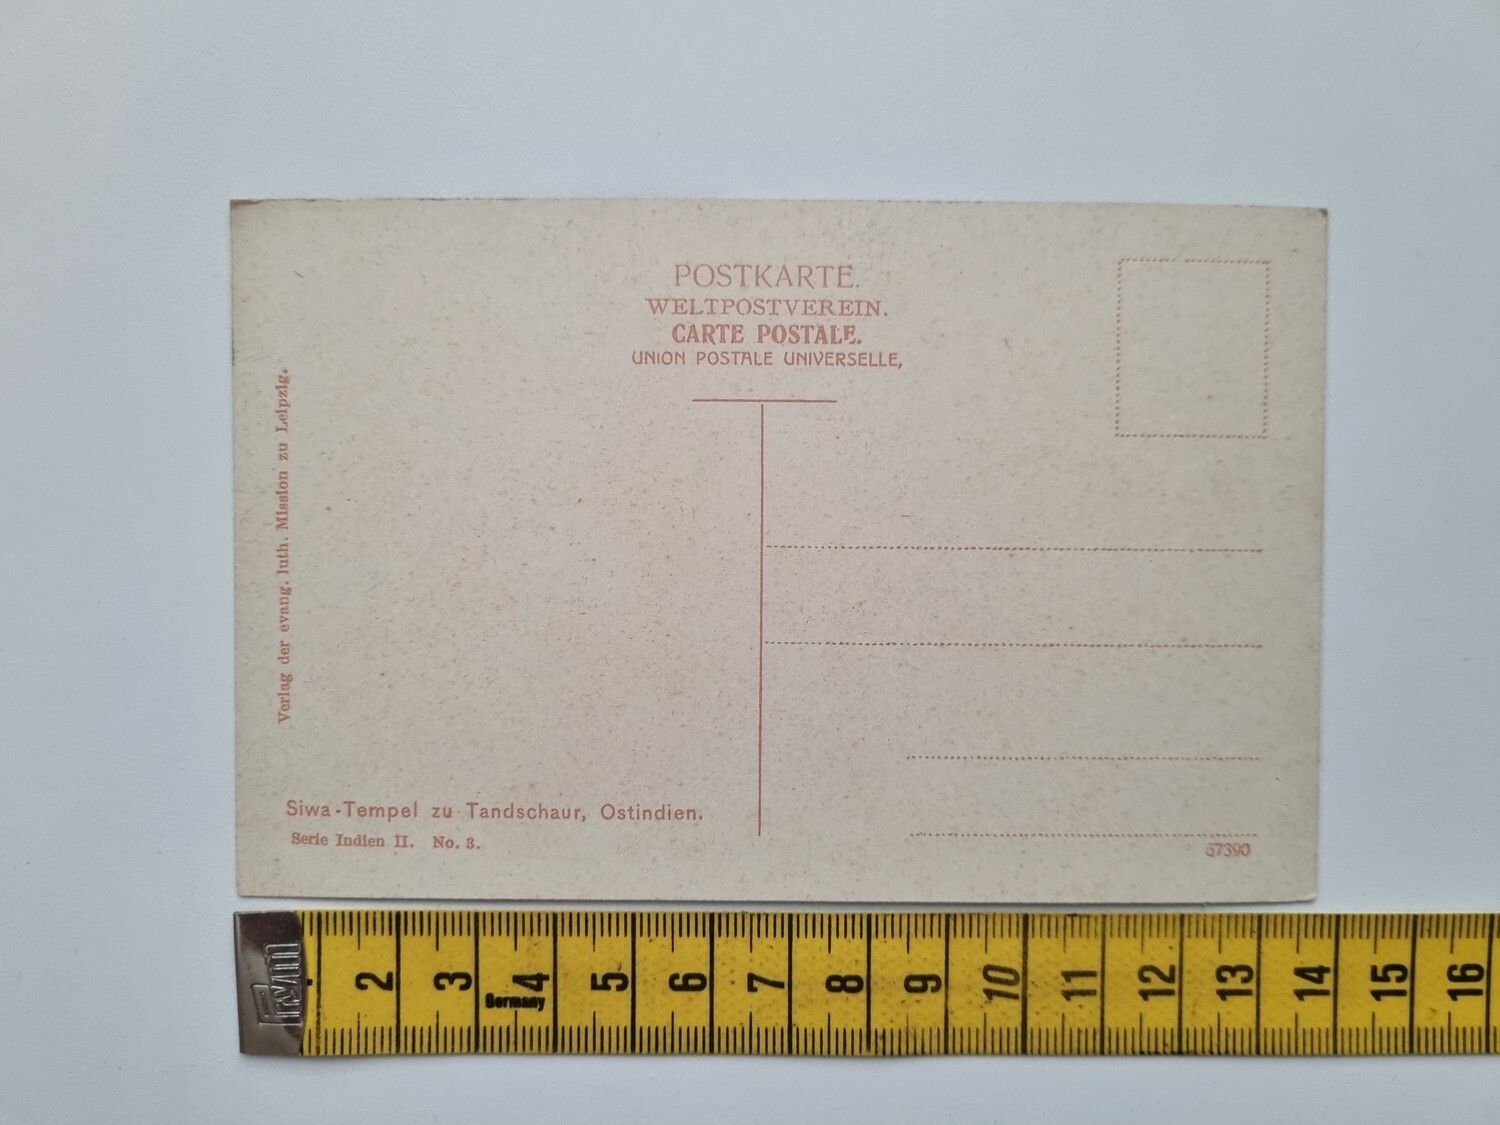 POSTKARTE.
WELTPOSTVEREIN.
CARTE POSTALE.
UNION POSTALE UNIVERSELLE,
Verlag der evang. luth. Mission zu Leipzig.
Siwa-Tempel zu Tandschaur, Ostindien.
Serie Indien II. No. 3.
57390
Prym
2 3 4 5 6 7 8 9 10 11 12 13 14 15 16
Germany